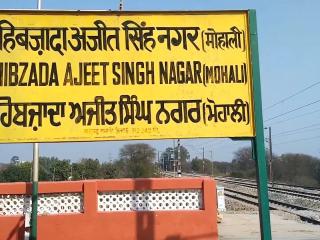 हिबज़ादा अजीत सिंह नगर (मोहाली)
HIBZADA AJEET SINGH NAGAR (MOHALI)
ਹਿਬਜ਼ਾਦਾ ਅਜੀਤ ਸਿੰਘ ਨਗਰ (ਮੋਹਾਲੀ)